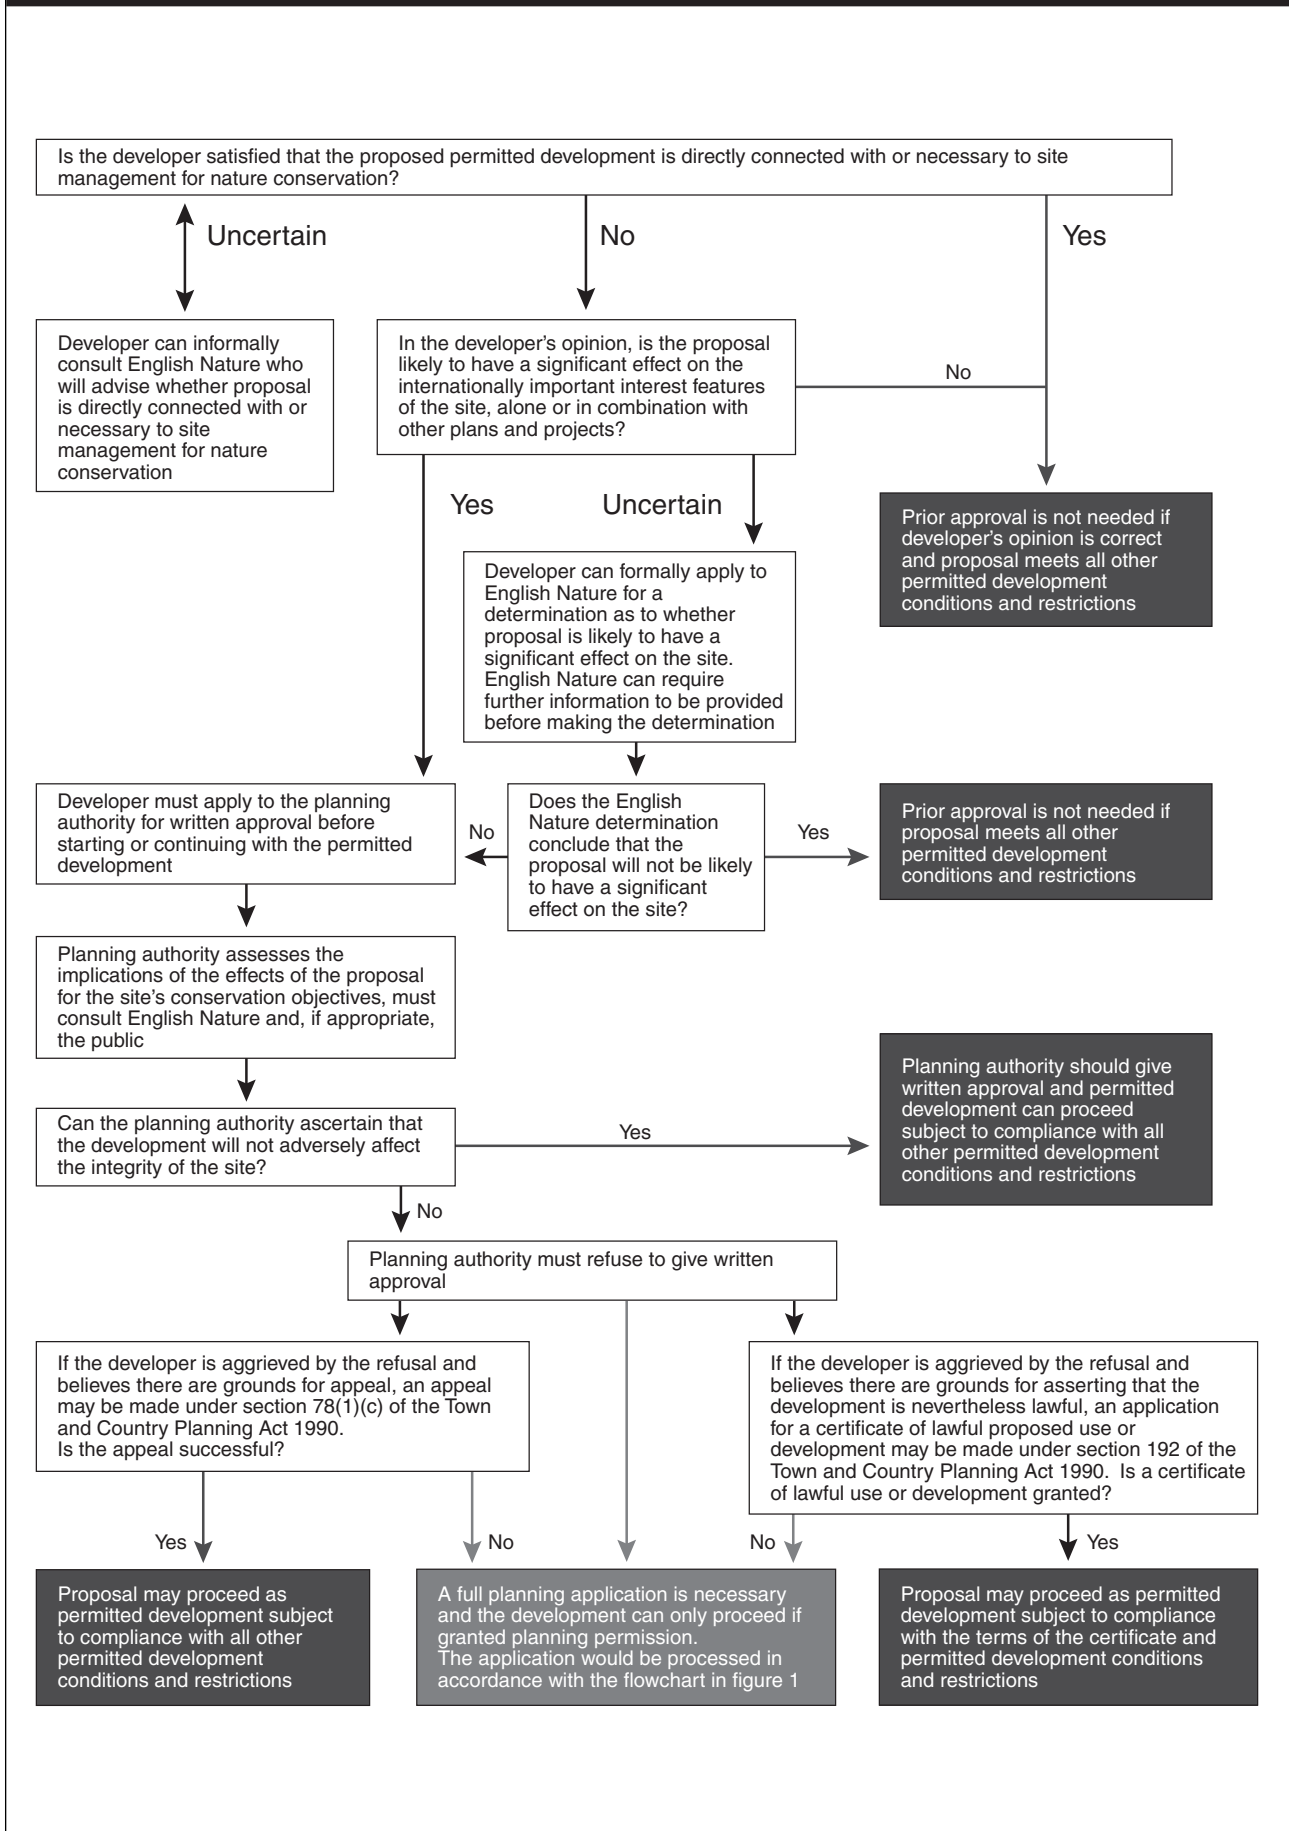 Is the developer satisfied that the proposed permitted development is directly connected with or necessary to site
management for nature conservation?
Uncertain
No
Yes
Developer can informally
consult English Nature who
will advise whether proposal
is directly connected with or
necessary to site
management for nature
conservation
In the developer's opinion, is the proposal
likely to have a significant effect on the
internationally important interest features
of the site, alone or in combination with
other plans and projects?
No
Yes
Uncertain
Prior approval is not needed if
developer's opinion is correct
and proposal meets all other
permitted development
conditions and restrictions
Developer can formally apply to
English Nature for a
determination as to whether
proposal is likely to have a
significant effect on the site.
English Nature can require
further information to be provided
before making the determination
Developer must apply to the planning
authority for written approval before
starting or continuing with the permitted
development
No
Does the English
Nature determination
conclude that the
proposal will not be likely
to have a significant
effect on the site?
Yes
Prior approval is not needed if
proposal meets all other
permitted development
conditions and restrictions
Planning authority assesses the
implications of the effects of the proposal
for the site's conservation objectives, must
consult English Nature and, if appropriate,
the public
Can the planning authority ascertain that
the development will not adversely affect
the integrity of the site?
Yes
Planning authority should give
written approval and permitted
development can proceed
subject to compliance with all
other permitted development
conditions and restrictions
No
Planning authority must refuse to give written
approval
If the developer is aggrieved by the refusal and
believes there are grounds for appeal, an appeal
may be made under section 78(1)(c) of the Town
and Country Planning Act 1990.
Is the appeal successful?
If the developer is aggrieved by the refusal and
believes there are grounds for asserting that the
development is nevertheless lawful, an application
for a certificate of lawful proposed use or
development may be made under section 192 of the
Town and Country Planning Act 1990.  Is a certificate
of lawful use or development granted?
Yes
No
No
Yes
Proposal may proceed as
permitted development subject
to compliance with all other
permitted development
conditions and restrictions
A full planning application is necessary
and the development can only proceed if
granted planning permission.
The application would be processed in
accordance with the flowchart in figure 1
Proposal may proceed as permitted
development subject to compliance
with the terms of the certificate and
permitted development conditions
and restrictions